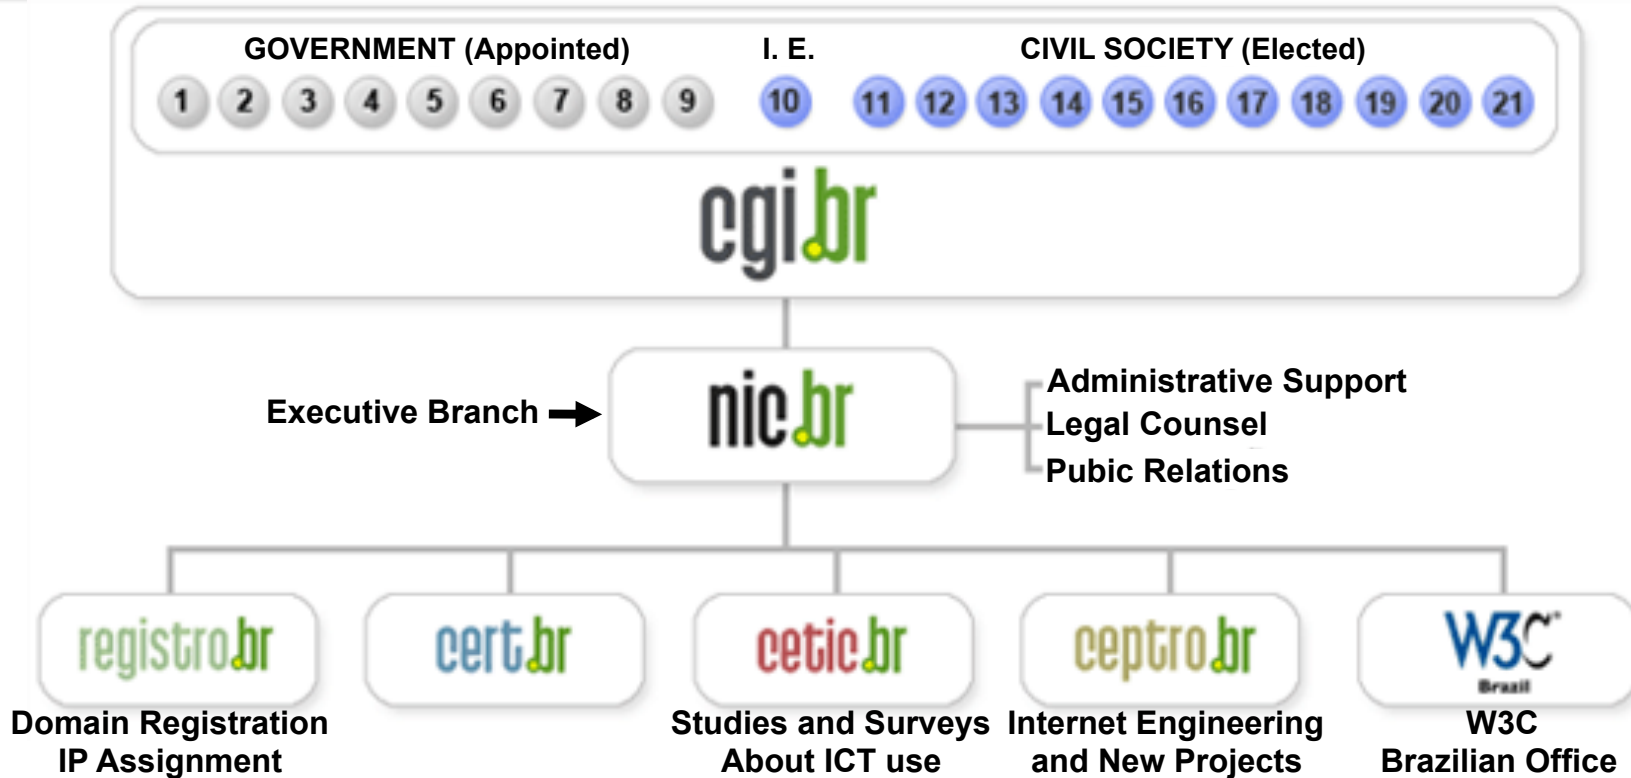 GOVERNMENT (Appointed) I. E. CIVIL SOCIETY (Elected)
1 2 3 4 5 6 7 8 9 10 11 12 13 14 15 16 17 18 19 20 21
cgi.br
Executive Branch
nic.br
Administrative Support
Legal Counsel
Pubic Relations
registro.br cert.br cetic.br ceptro.br W3C
Brazil
Domain Registration Studies and Surveys Internet Engineering W3C
IP Assignment About ICT use and New Projects Brazilian Office